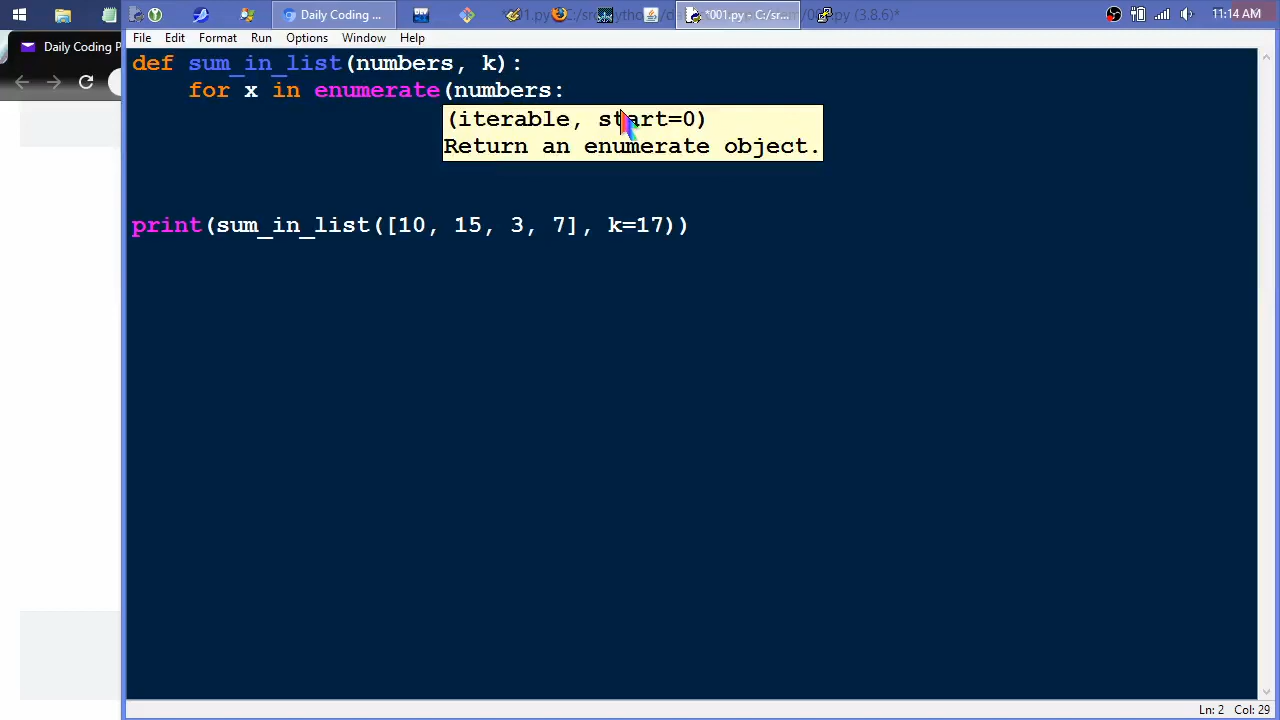 Daily Coding ...
*001.py - C:/sr...
11:14 AM
Daily Coding P
File Edit Format Run Options Window Help
def sum_in_list(numbers, k):
for x in enumerate(numbers:
(iterable, start=0)
Return an enumerate object.
print(sum_in_list([10, 15, 3, 7], k=17))
Ln: 2 Col: 29